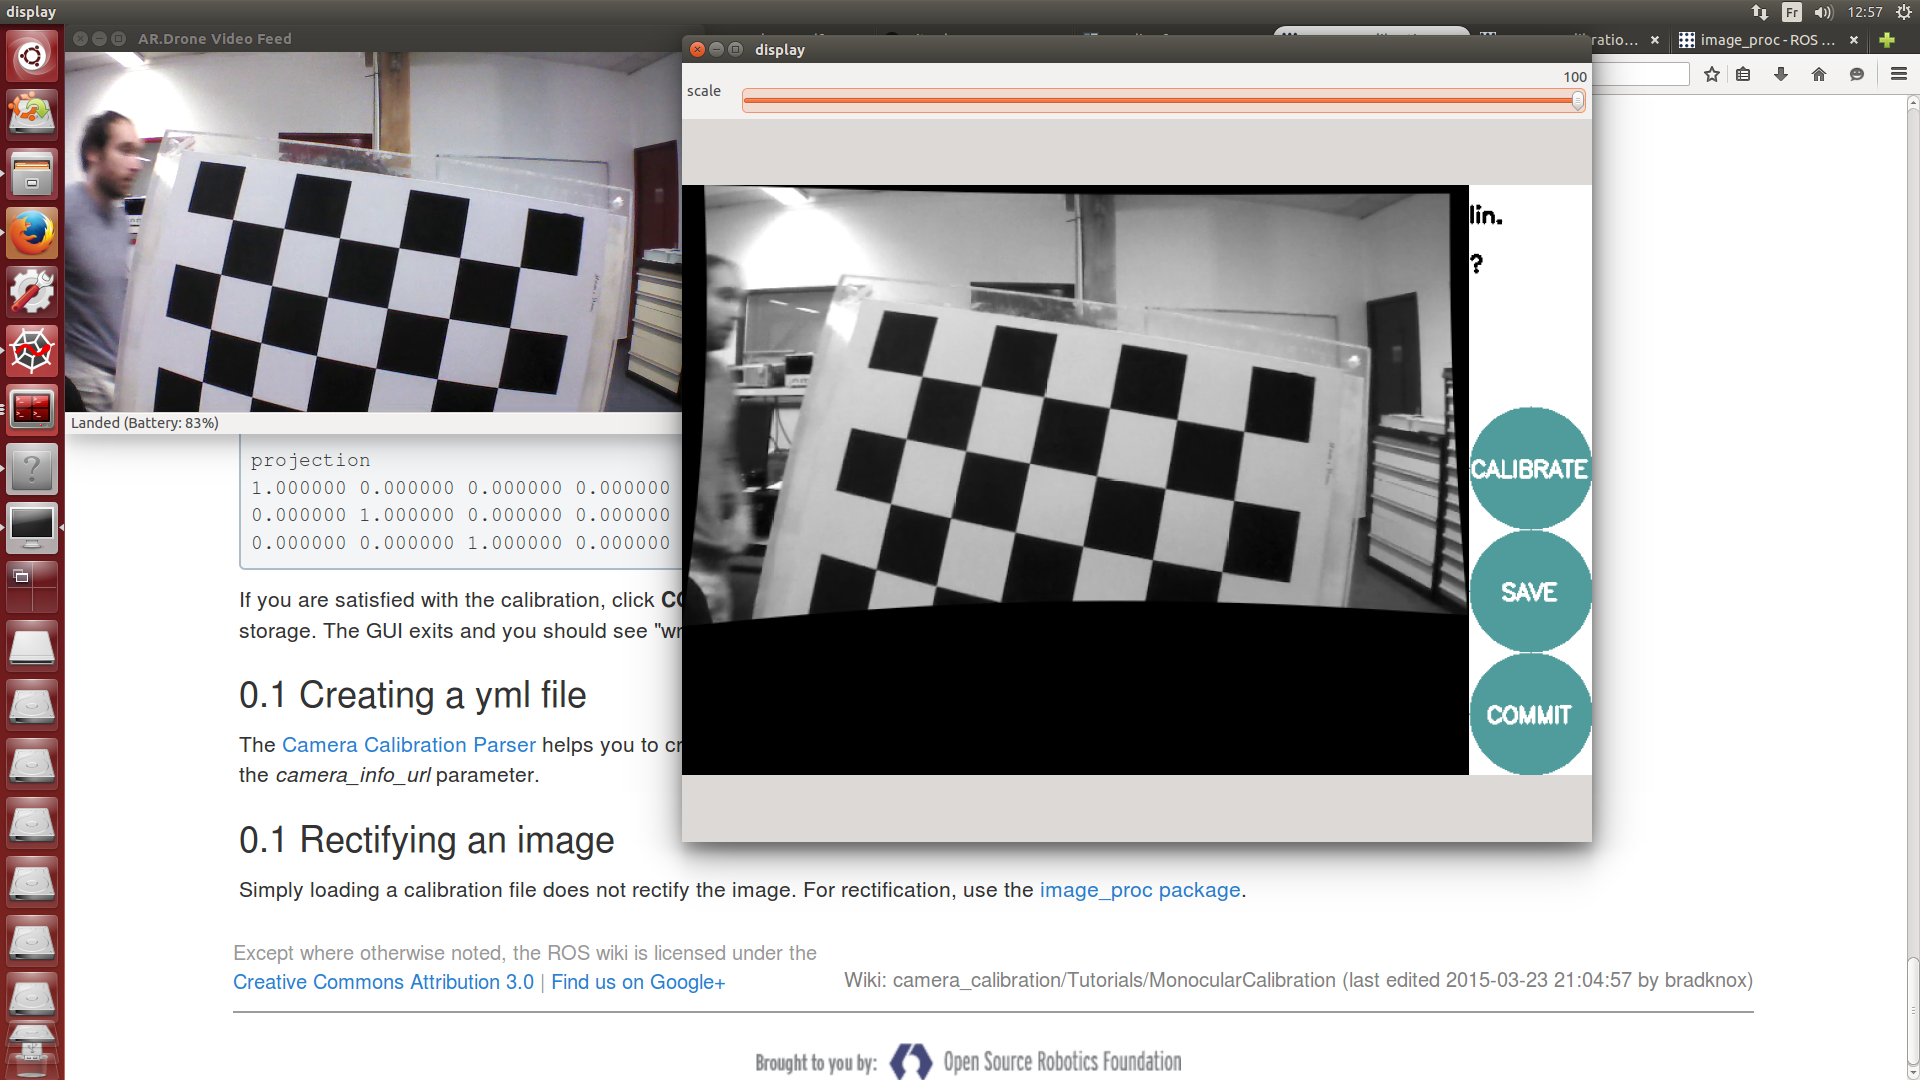 display
Fr
12:57
AR.Drone Video Feed
image_proc - ROS ...
display
scale
100
lin.
?
CALIBRATE
SAVE
COMMIT
Landed (Battery: 83%)
projection
1.000000 0.000000 0.000000 0.000000
0.000000 1.000000 0.000000 0.000000
0.000000 0.000000 1.000000 0.000000
If you are satisfied with the calibration, click
storage. The GUI exits and you should see "wr
0.1 Creating a yml file
The Camera Calibration Parser helps you to cr
the camera_info_url parameter.
0.1 Rectifying an image
Simply loading a calibration file does not rectify the image. For rectification, use the image_proc package.
Except where otherwise noted, the ROS wiki is licensed under the
Creative Commons Attribution 3.0 | Find us on Google+
Wiki: camera_calibration/Tutorials/MonocularCalibration (last edited 2015-03-23 21:04:57 by bradknox)
Brought to you by: Open Source Robotics Foundation